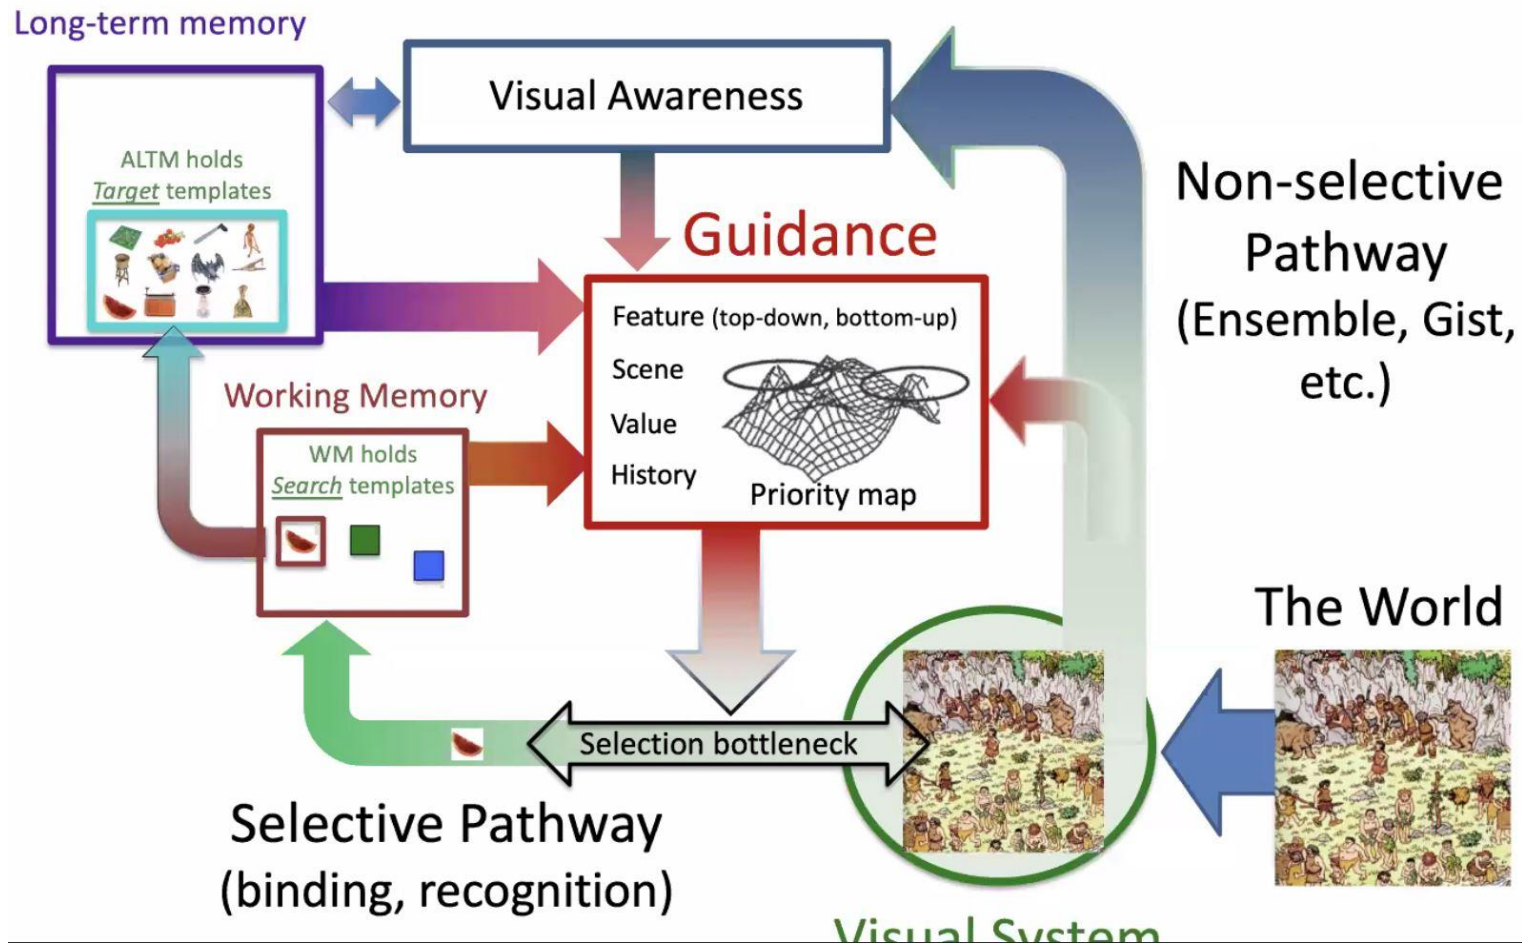 Long-term memory
Visual Awareness
ALTM holds
Target templates
Non-selective
Pathway
(Ensemble, Gist,
etc.)
Guidance
Feature (top-down, bottom-up)
Scene
Value
History
Priority map
Working Memory
WM holds
Search templates
The World
Selection bottleneck
Selective Pathway
(binding, recognition)
Visual System